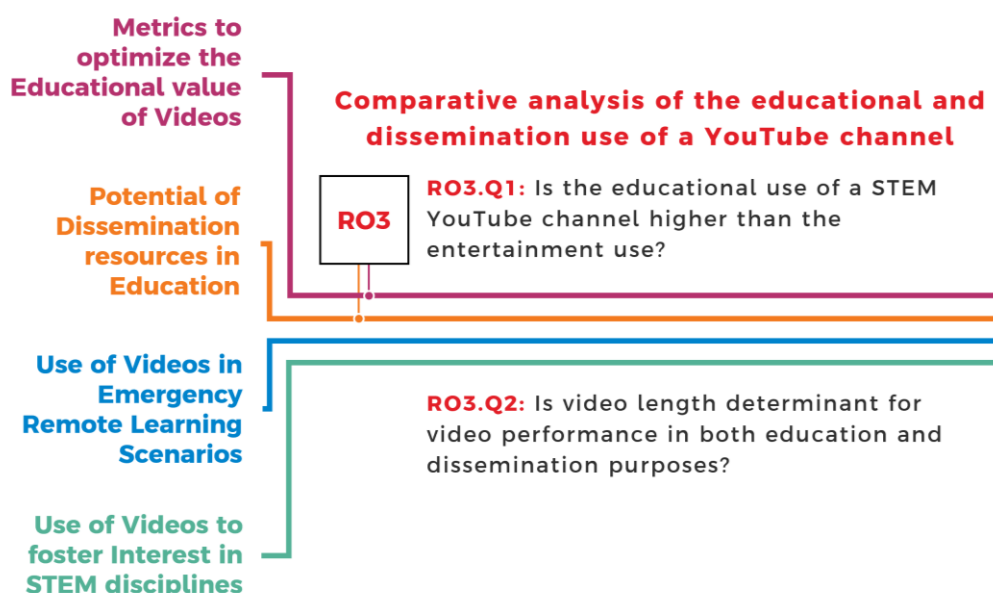 Metrics to
optimize the
Educational value
of Videos
Comparative analysis of the educational and
dissemination use of a YouTube channel
Potential of
Dissemination
resources in
Education
RO3
RO3.Q1: Is the educational use of a STEM
YouTube channel higher than the
entertainment use?
Use of Videos in
Emergency
Remote Learning
Scenarios
RO3.Q2: Is video length determinant for
video performance in both education and
dissemination purposes?
Use of Videos to
foster Interest in
STEM disciplines